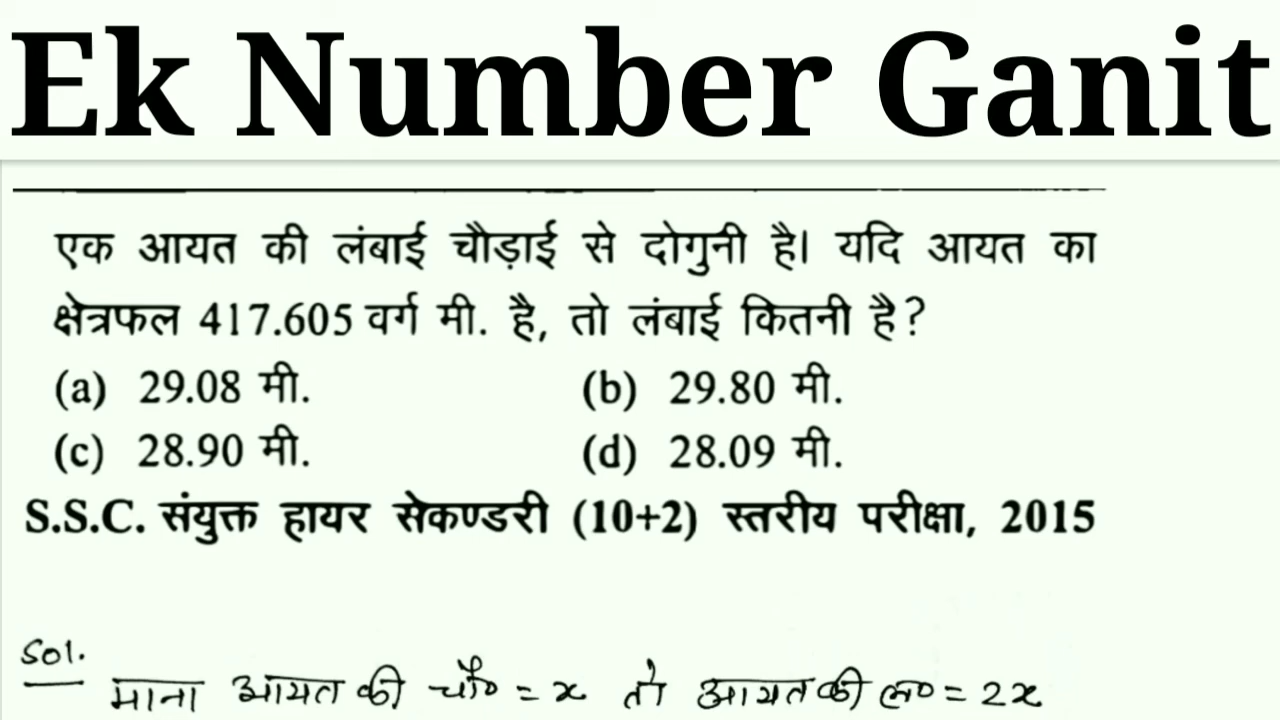 Ek Number Ganit
एक आयत की लंबाई चौड़ाई से दोगुनी है। यदि आयत का
क्षेत्रफल 417.605 वर्ग मी. है, तो लंबाई कितनी है?
(a) 29.08 मी. (b) 29.80 मी.
(c) 28.90 मी. (d) 28.09 मी.
S.S.C. संयुक्त हायर सेकण्डरी (10+2) स्तरीय परीक्षा, 2015
Sol.
माना आयत की चौ० = x तो आयत की ल० = 2x